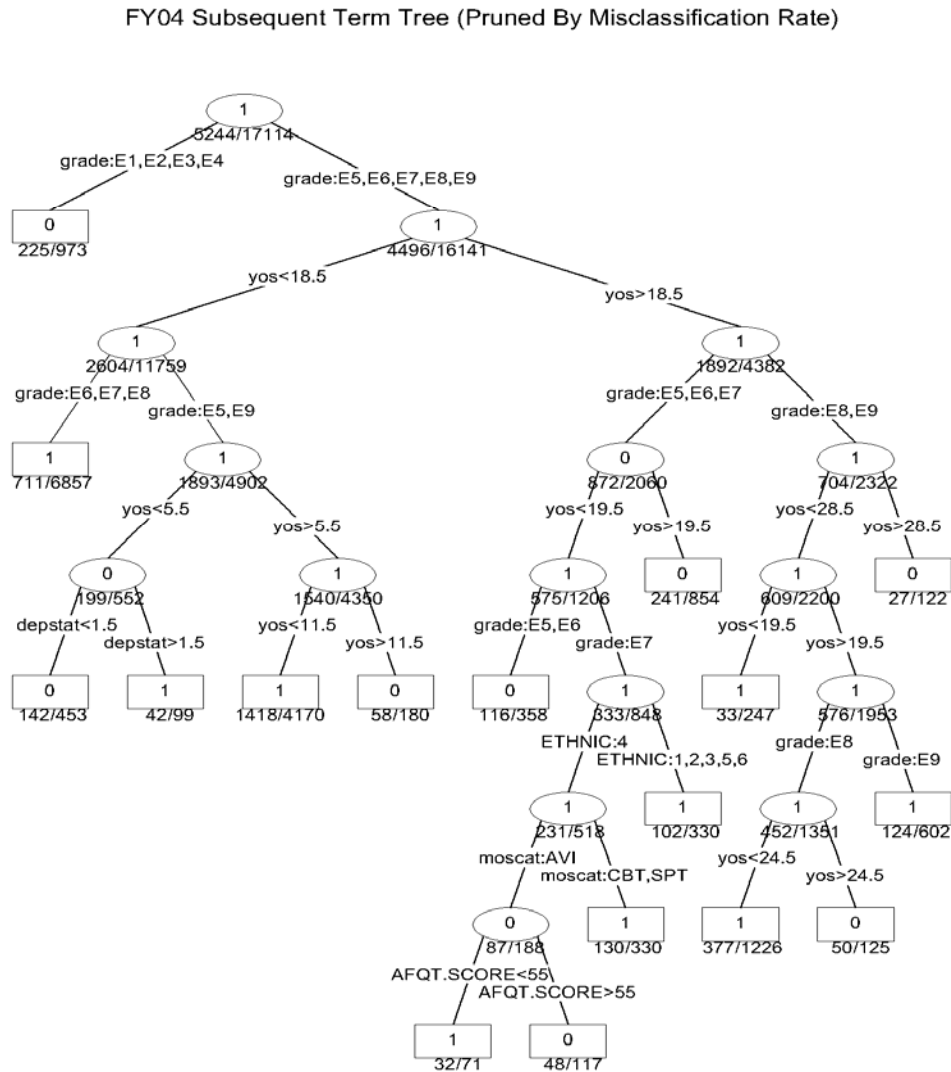 FY04 Subsequent Term Tree (Pruned By Misclassification Rate)
1
5244/17114
grade:E1,E2,E3,E4
grade:E5,E6,E7,E8,E9
0
225/973
1
4496/16141
yos<18.5
yos>18.5
1
2604/11759
1
1892/4382
grade:E6,E7,E8
grade:E5,E9
grade:E5,E6,E7
grade:E8,E9
1
711/6857
1
1893/4902
0
872/2060
1
704/2322
yos<5.5
yos>5.5
yos<19.5
yos>19.5
yos<28.5
yos>28.5
0
199/552
1
1540/4350
1
575/1206
0
241/854
1
609/2200
0
27/122
depstat<1.5
depstat>1.5
yos<11.5
yos>11.5
grade:E5,E6
grade:E7
yos<19.5
yos>19.5
0
142/453
1
42/99
1
1418/4170
0
58/180
0
116/358
1
333/848
1
33/247
1
576/1953
ETHNIC:4
ETHNIC:1,2,3,5,6
grade:E8
grade:E9
1
231/518
1
102/330
1
452/1351
1
124/602
moscat:AVI
moscat:CBT,SPT
yos<24.5
yos>24.5
0
87/188
1
130/330
1
377/1226
0
50/125
AFQT.SCORE<55
AFQT.SCORE>55
1
32/71
0
48/117